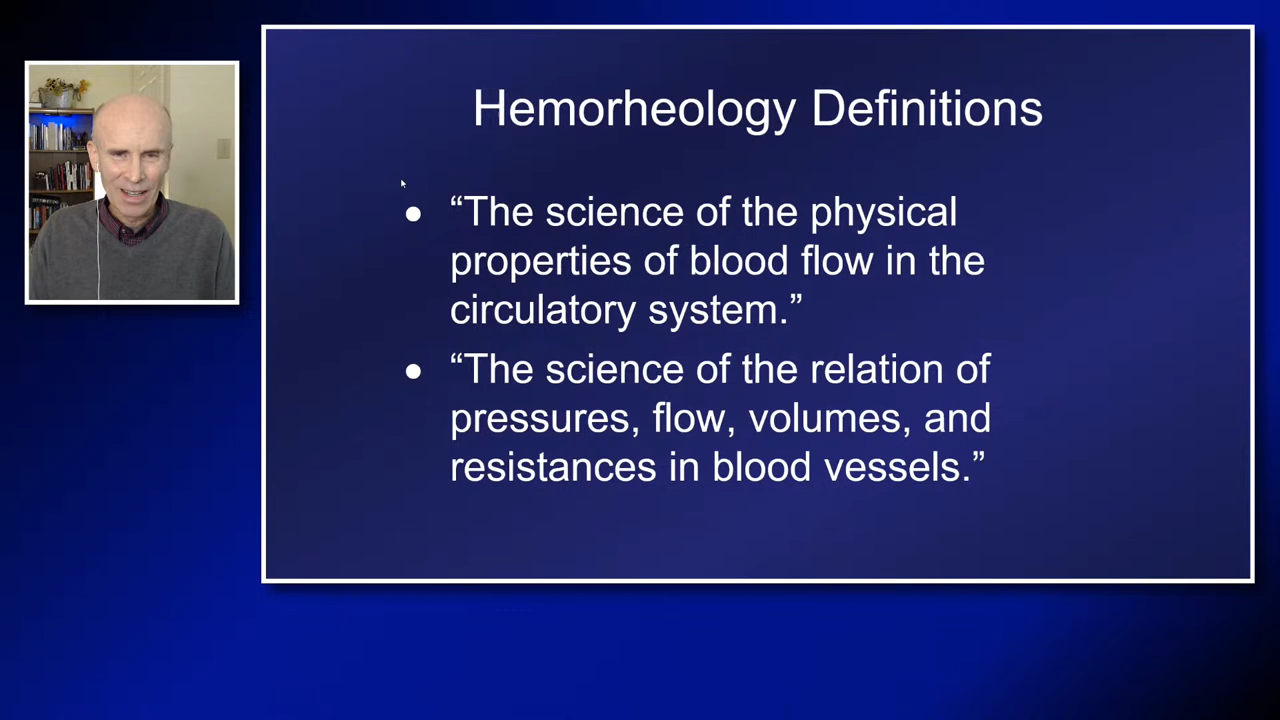 Hemorheology Definitions
• “The science of the physical
properties of blood flow in the
circulatory system.”
• “The science of the relation of
pressures, flow, volumes, and
resistances in blood vessels.”